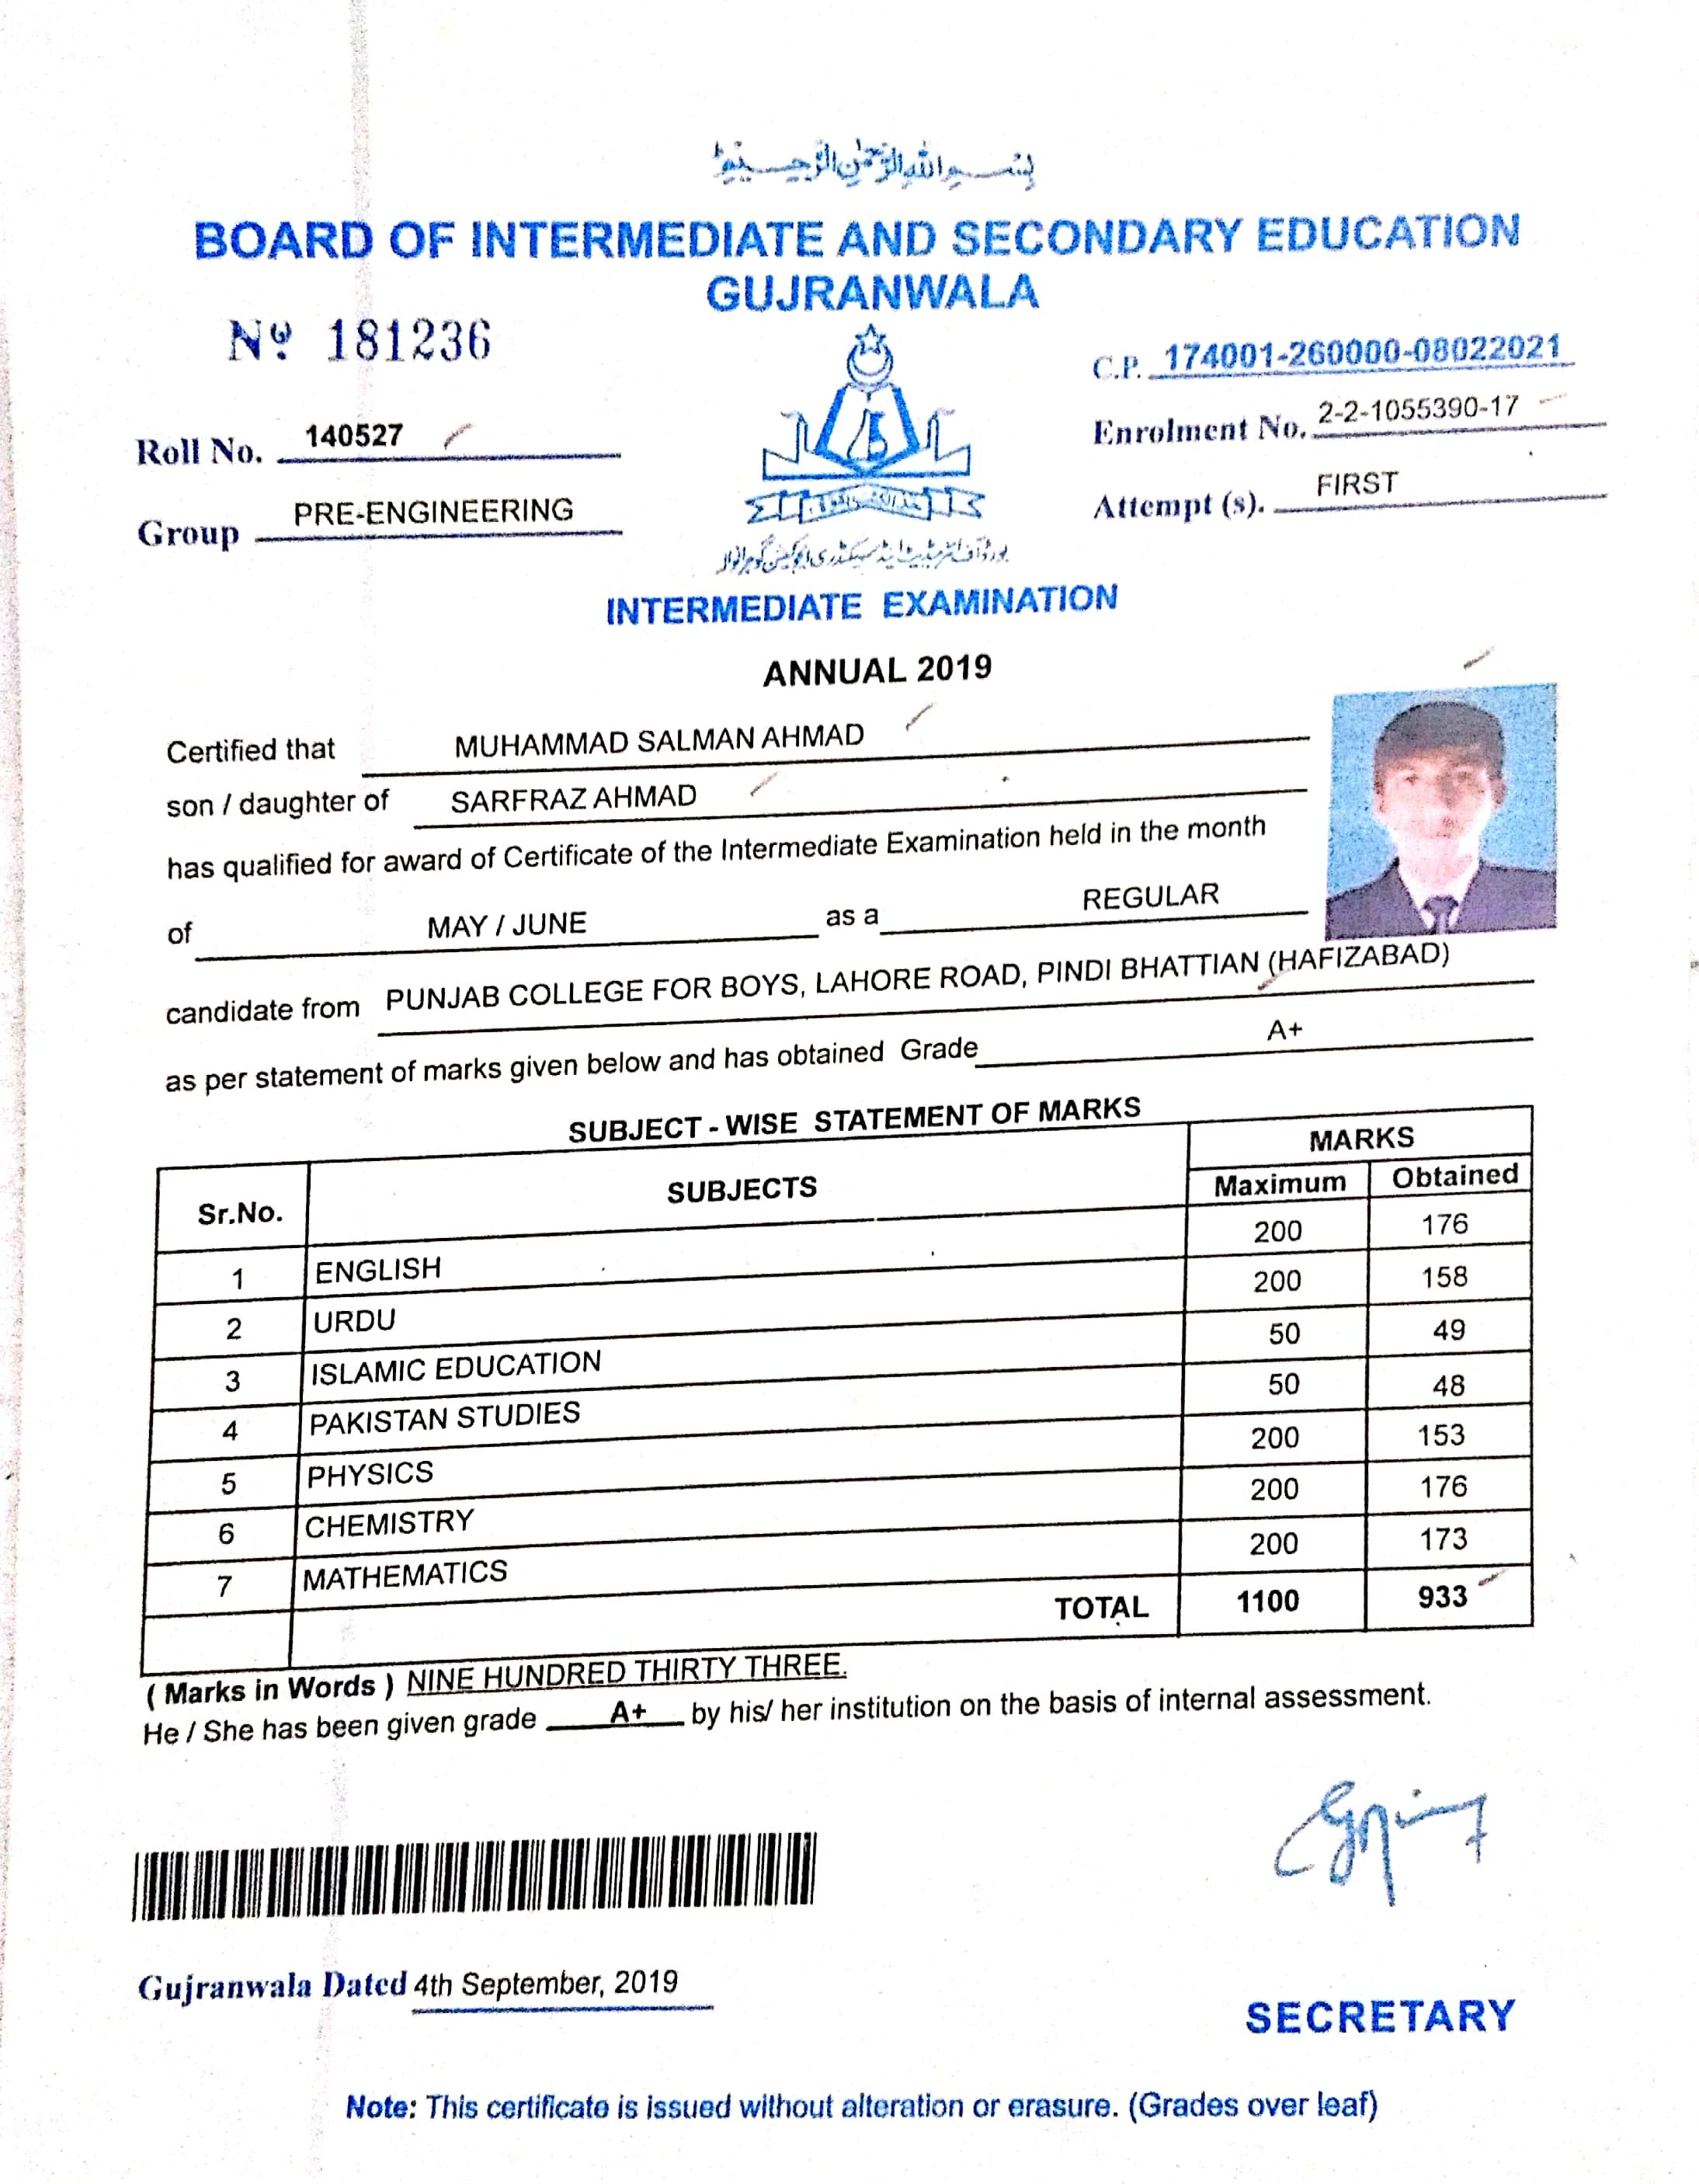 بسم الله الرحمن الرحيم
BOARD OF INTERMEDIATE AND SECONDARY EDUCATION
GUJRANWALA
Nº 181236
C.P. 174001-260000-08022021
Roll No. 140527
Enrolment No. 2-2-1055390-17
Group PRE-ENGINEERING
Attempt (s). FIRST
بورڈ آف انٹرمیڈیٹ اینڈ سیکنڈری ایجوکیشن گوجرانوالہ
INTERMEDIATE EXAMINATION
ANNUAL 2019
Certified that MUHAMMAD SALMAN AHMAD
son / daughter of SARFRAZ AHMAD
has qualified for award of Certificate of the Intermediate Examination held in the month
of MAY / JUNE as a REGULAR
candidate from PUNJAB COLLEGE FOR BOYS, LAHORE ROAD, PINDI BHATTIAN (HAFIZABAD)
as per statement of marks given below and has obtained Grade A+
SUBJECT - WISE STATEMENT OF MARKS
Sr.No. SUBJECTS MARKS
Maximum Obtained
1 ENGLISH 200 176
2 URDU 200 158
3 ISLAMIC EDUCATION 50 49
4 PAKISTAN STUDIES 50 48
5 PHYSICS 200 153
6 CHEMISTRY 200 176
7 MATHEMATICS 200 173
TOTAL 1100 933
( Marks in Words ) NINE HUNDRED THIRTY THREE.
He / She has been given grade A+ by his/ her institution on the basis of internal assessment.
Gujranwala Dated 4th September, 2019
SECRETARY
Note: This certificate is issued without alteration or erasure. (Grades over leaf)